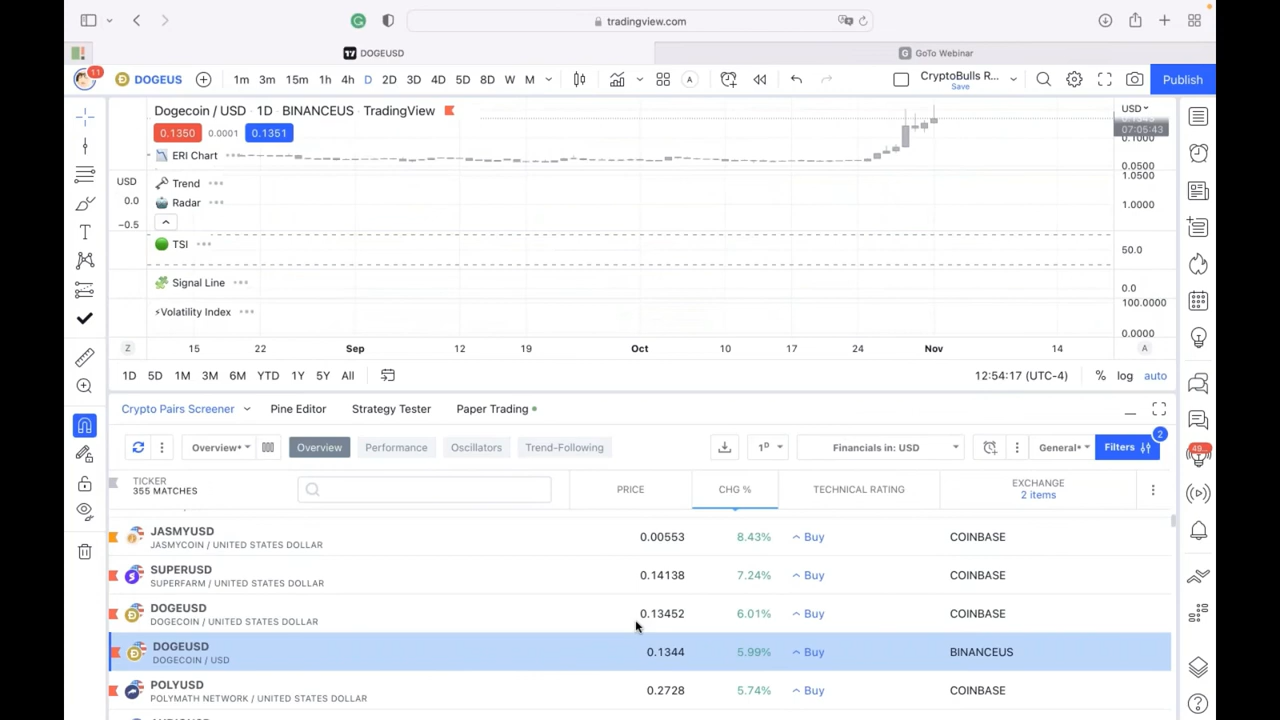 tradingview.com
DOGEUSD
GoTo Webinar
11
DOGEUS
1m 3m 15m 1h 4h D 2D 3D 4D 5D 8D W M
CryptoBulls R...
Save
Publish
Dogecoin / USD · 1D · BINANCEUS · TradingView
USD
0.1350 0.0001 0.1351
07:05:43
0.1000
ERI Chart
0.0500
USD
Trend
1.0500
0.0
Radar
1.0000
−0.5
TSI
50.0
Signal Line
0.0
100.0000
⚡Volatility Index
0.0000
Z 15 22 Sep 12 19 Oct 10 17 24 Nov 14 A
1D 5D 1M 3M 6M YTD 1Y 5Y All
12:54:17 (UTC-4) % log auto
Crypto Pairs Screener Pine Editor Strategy Tester Paper Trading
Overview* Overview Performance Oscillators Trend-Following 1D Financials in: USD General* Filters 2
TICKER
355 MATCHES
PRICE CHG % TECHNICAL RATING EXCHANGE
2 items
JASMYUSD
JASMYCOIN / UNITED STATES DOLLAR
0.00553 8.43% Buy COINBASE
SUPERUSD
SUPERFARM / UNITED STATES DOLLAR
0.14138 7.24% Buy COINBASE
DOGEUSD
DOGECOIN / UNITED STATES DOLLAR
0.13452 6.01% Buy COINBASE
DOGEUSD
DOGECOIN / USD
0.1344 5.99% Buy BINANCEUS
POLYUSD
POLYMATH NETWORK / UNITED STATES DOLLAR
0.2728 5.74% Buy COINBASE